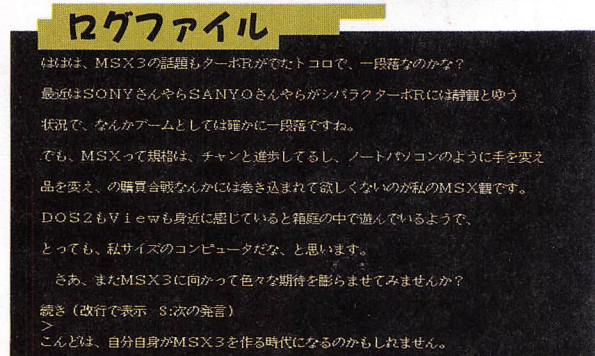 ログファイル
ははは、MSX3の話題もターボRがでたトコロで、一段落なのかな?
最近はSONYさんやらSANYOさんやらがシバラクターボRには静観とゆう
状況で、なんかブームとしては確かに一段落ですね。
でも、MSXって規格は、チャンと進歩してるし、ノートパソコンのように手を変え
品を変え、の購買合戦なんかには巻き込まれて欲しくないのが私のMSX観です。
DOS2もViewも身近に感じていると箱庭の中で遊んでいるようで、
とっても、私サイズのコンピュータだな、と思います。
さあ、またMSX3に向かって色々な期待を膨らませてみませんか?
続き(改行で表示 S:次の発言)
>
こんどは、自分自身がMSX3を作る時代になるのかもしれません。